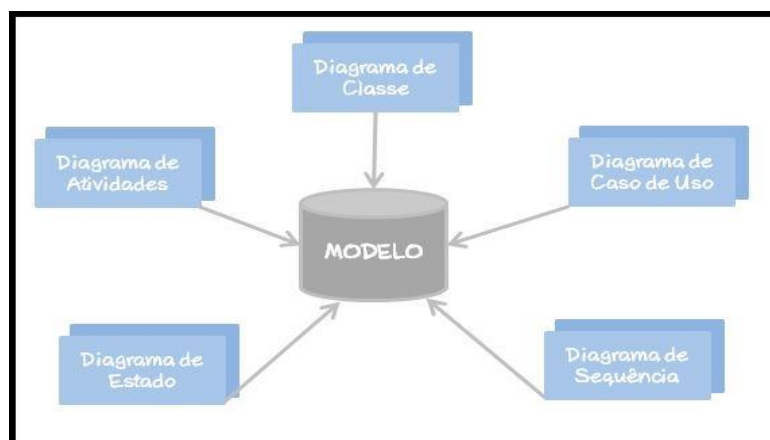 Diagrama de
Classe
Diagrama de
Atividades
Diagrama de
Caso de Uso
MODELO
Diagrama de
Estado
Diagrama de
Sequência